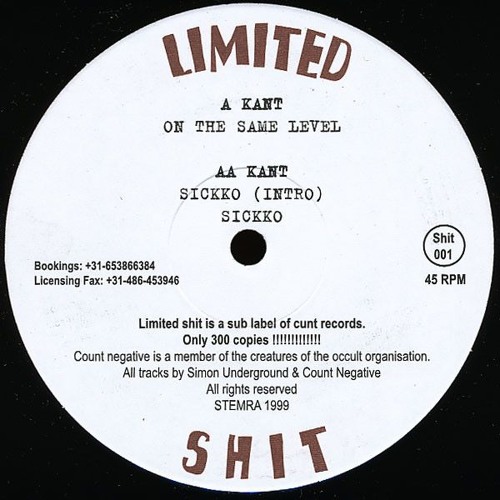 LIMITED
A KANT
ON THE SAME LEVEL
AA KANT
SICKKO (INTRO)
SICKKO
Shit
001
45 RPM
Bookings: +31-653866384
Licensing Fax: +31-486-453946
Limited shit is a sub label of cunt records.
Only 300 copies !!!!!!!!!!!!!
Count negative is a member of the creatures of the occult organisation.
All tracks by Simon Underground & Count Negative
All rights reserved
STEMRA 1999
SHIT